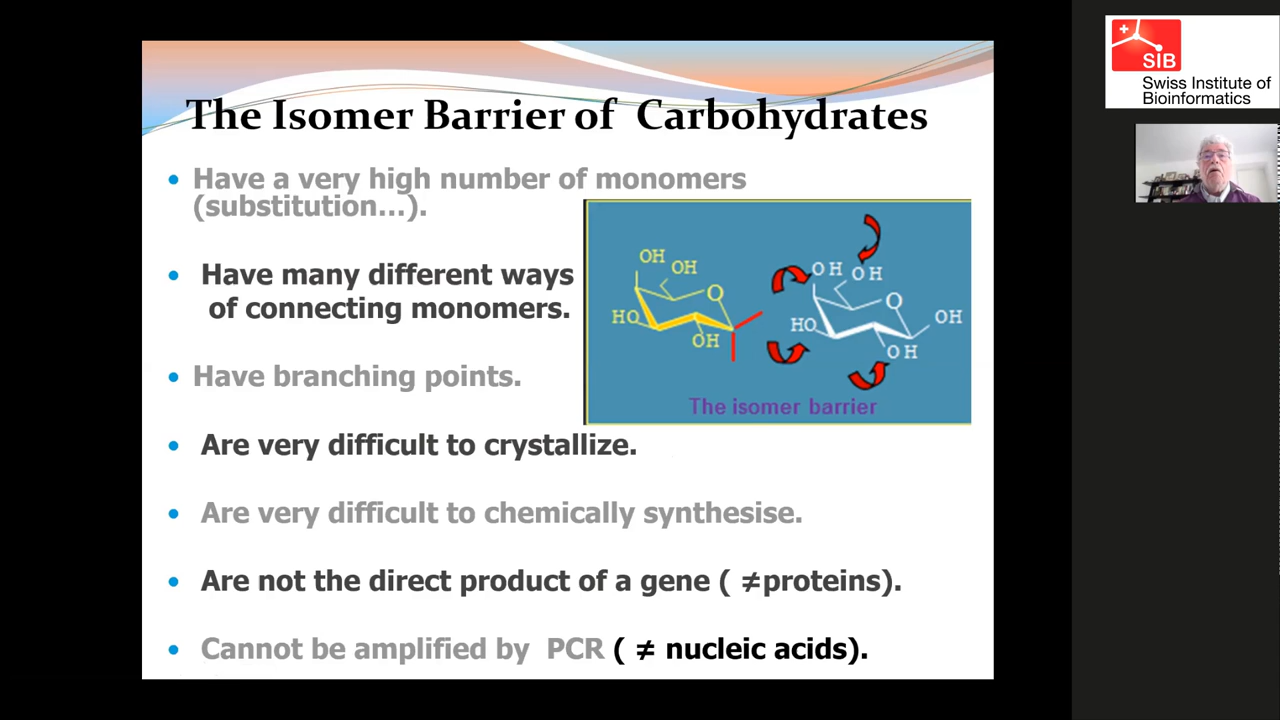 The Isomer Barrier of Carbohydrates
• Have a very high number of monomers
(substitution...).
• Have many different ways
of connecting monomers.
• Have branching points.
• Are very difficult to crystallize.
• Are very difficult to chemically synthesise.
• Are not the direct product of a gene ( ≠proteins).
• Cannot be amplified by PCR ( ≠ nucleic acids).
OH
OH
O
HO
OH
OH
OH
O
HO
OH
OH
The isomer barrier
SIB
Swiss Institute of
Bioinformatics